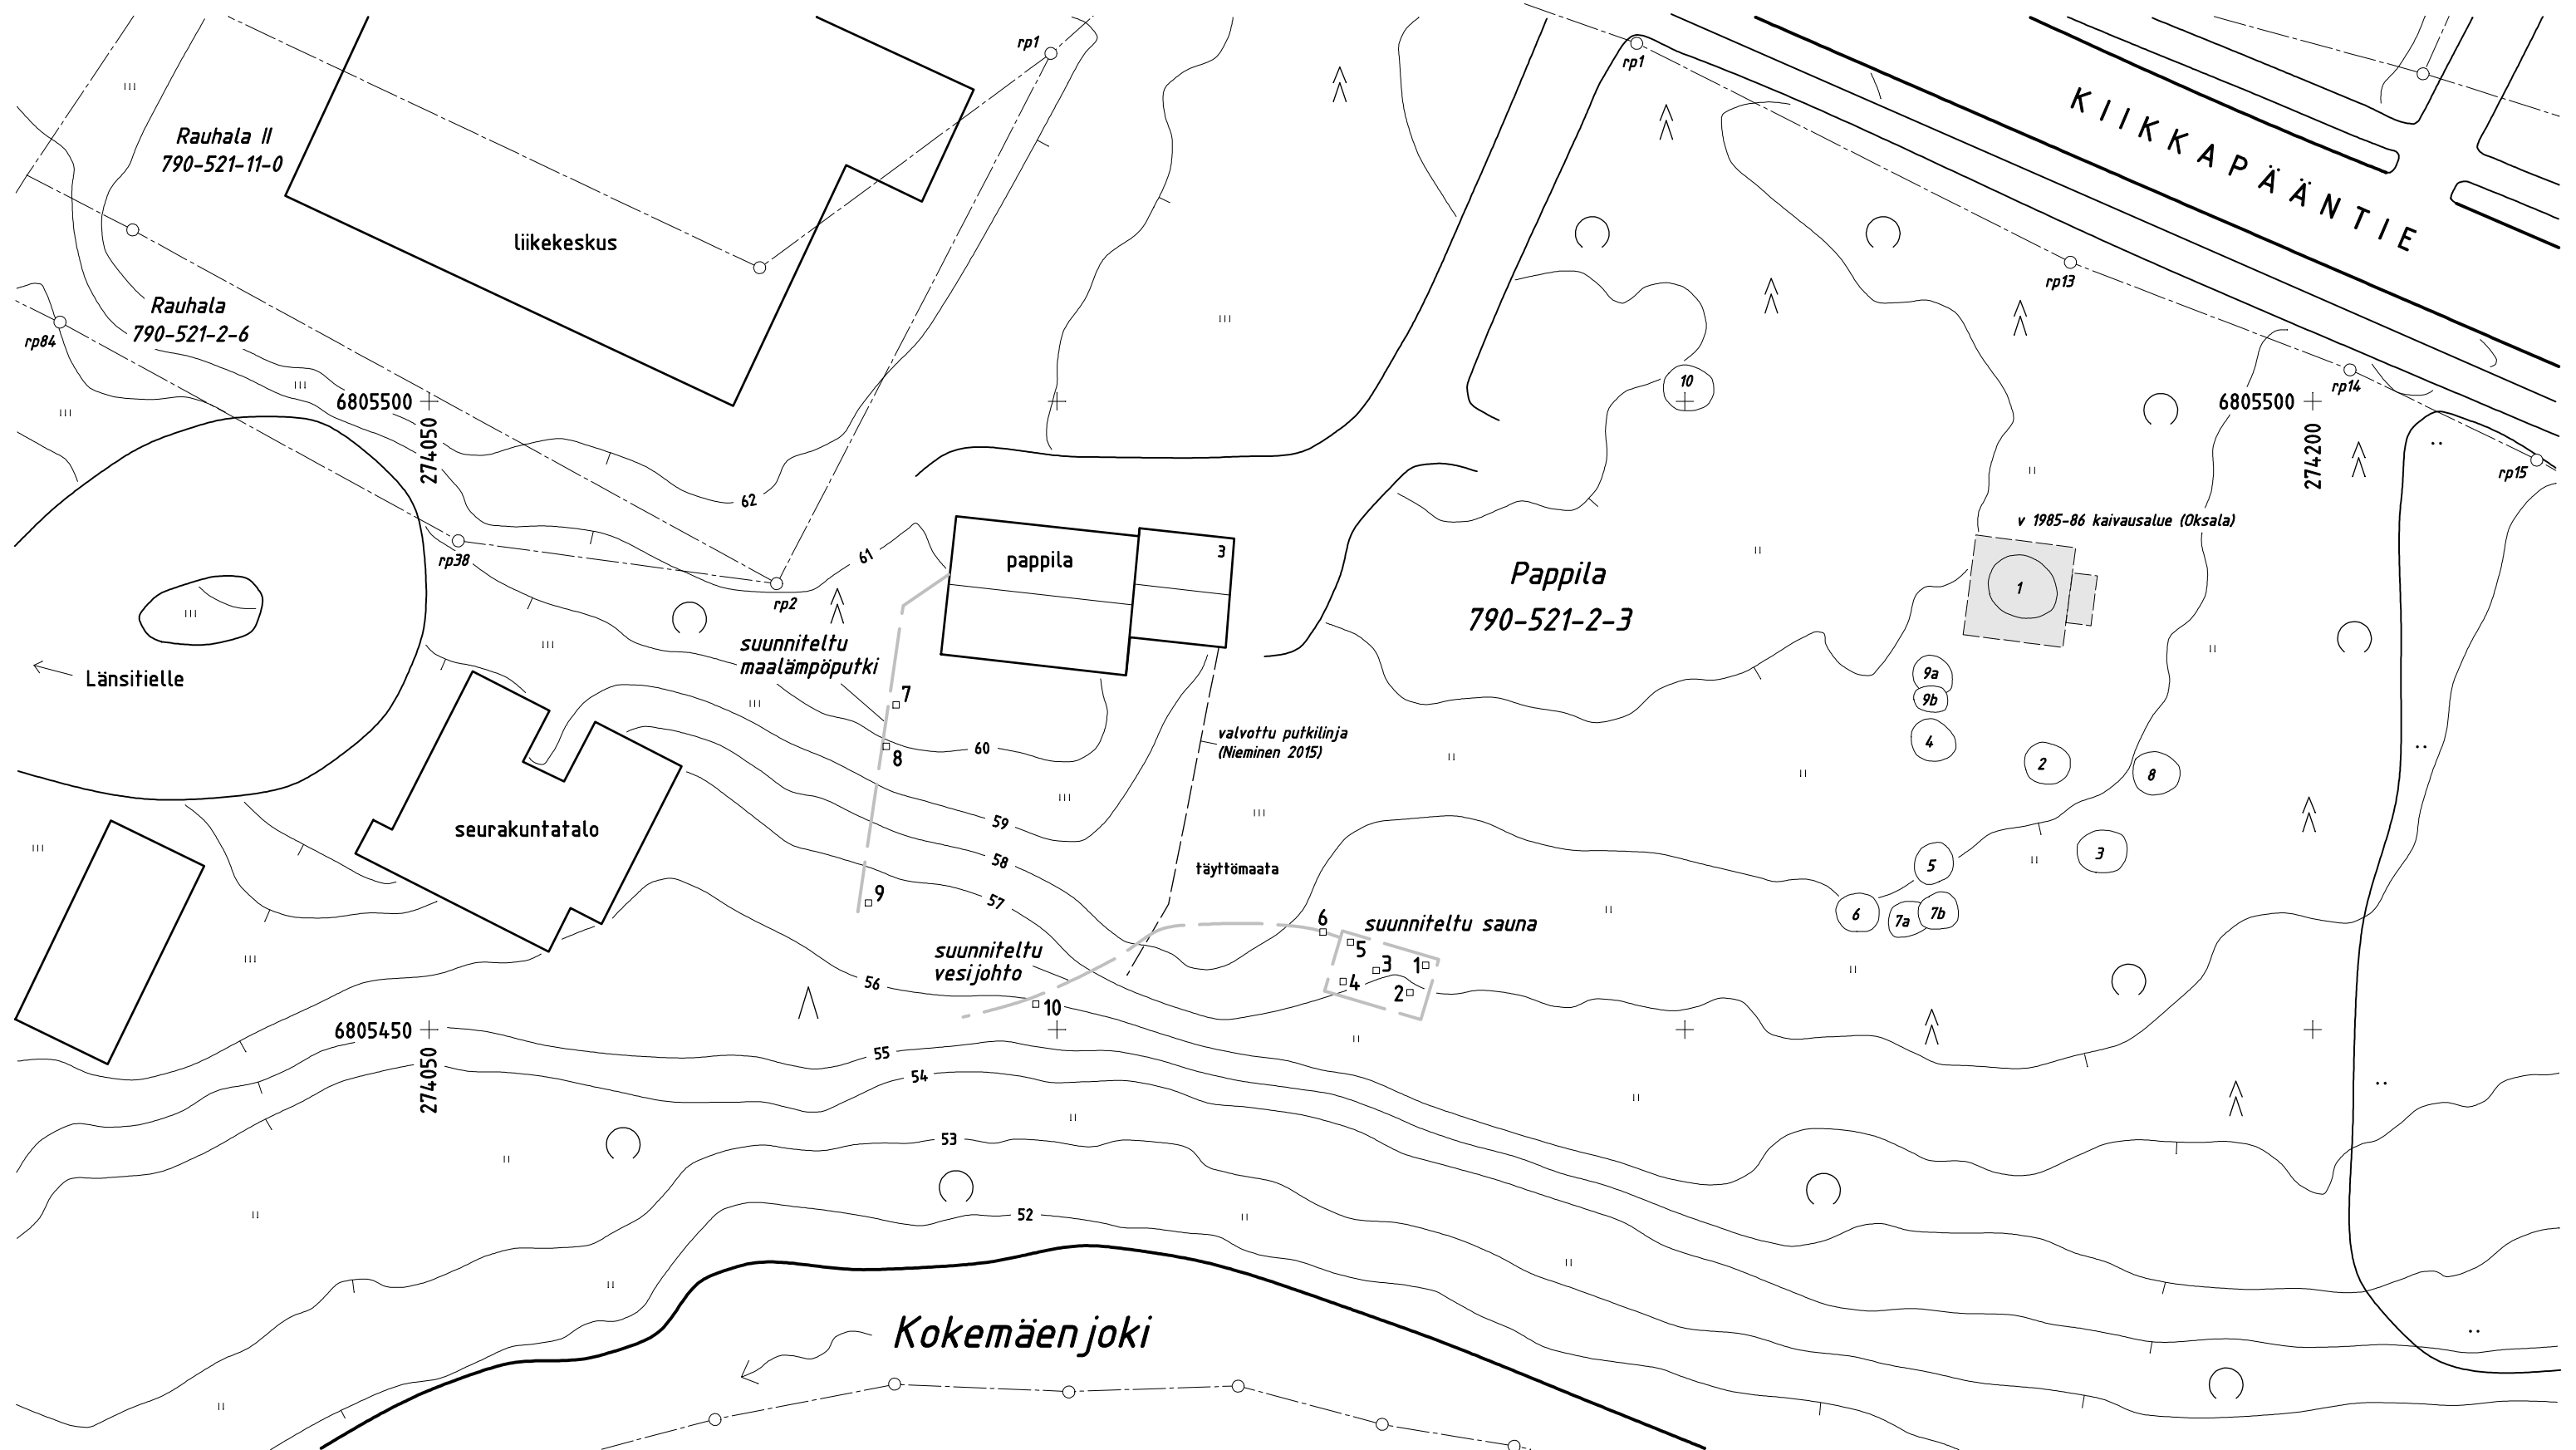 rp1
rp1
KIIKKAPÄÄNTIE
Rauhala II
790-521-11-0
liikekeskus
rp13
Rauhala
790-521-2-6
rp84
10
rp14
6805500
274050
6805500
274200
rp15
62
v 1985-86 kaivausalue (Oksala)
rp38
61
pappila
3
Pappila
790-521-2-3
1
rp2
suunniteltu
maalämpöputki
Länsitielle
9a
9b
7
8
60
valvottu putkilinja
(Nieminen 2015)
4
2
8
59
seurakuntatalo
58
täyttömaata
5
3
9
57
6
suunniteltu sauna
6
7a
7b
suunniteltu
vesijohto
5
3
1
4
2
56
10
6805450
274050
55
54
53
52
Kokemäenjoki